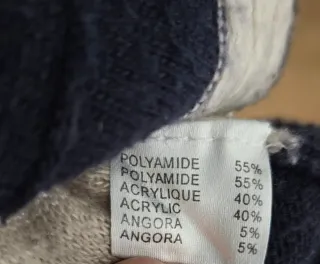 POLYAMIDE 55%
POLYAMIDE 55%
ACRYLIQUE 40%
ACRYLIC 40%
ANGORA 5%
ANGORA 5%